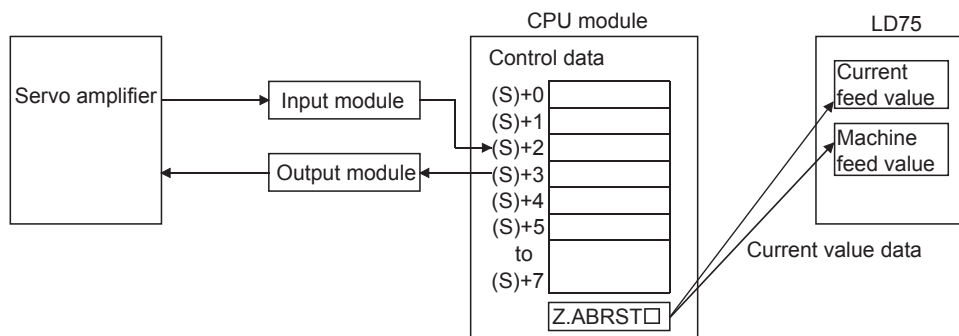 CPU module
LD75
Servo amplifier
Input module
Output module
Control data
(S)+0
(S)+1
(S)+2
(S)+3
(S)+4
(S)+5
to
(S)+7
Z.ABRST□
Current
feed value
Machine
feed value
Current value data